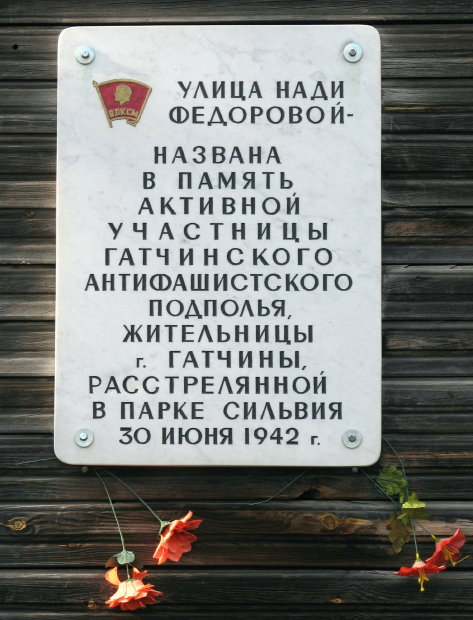 ВЛКСМ
УЛИЦА НАДИ
ФЕДОРОВОЙ-
НАЗВАНА
В ПАМЯТЬ
АКТИВНОЙ
УЧАСТНИЦЫ
ГАТЧИНСКОГО
АНТИФАШИСТСКОГО
ПОДПОЛЬЯ,
ЖИТЕЛЬНИЦЫ
г. ГАТЧИНЫ,
РАССТРЕЛЯННОЙ
В ПАРКЕ СИЛЬВИЯ
30 ИЮНЯ 1942 г.